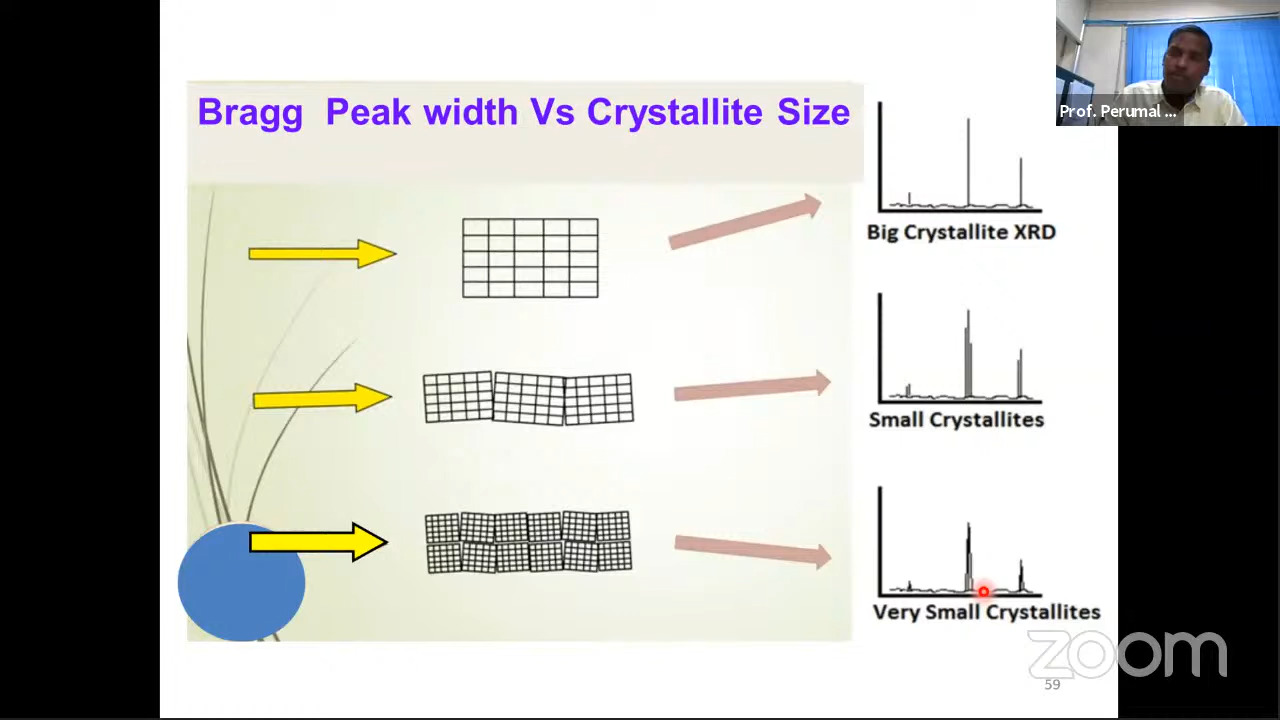 Bragg Peak width Vs Crystallite Size
Prof. Perumal ...
Big Crystallite XRD
Small Crystallites
Very Small Crystallites
zoom
59